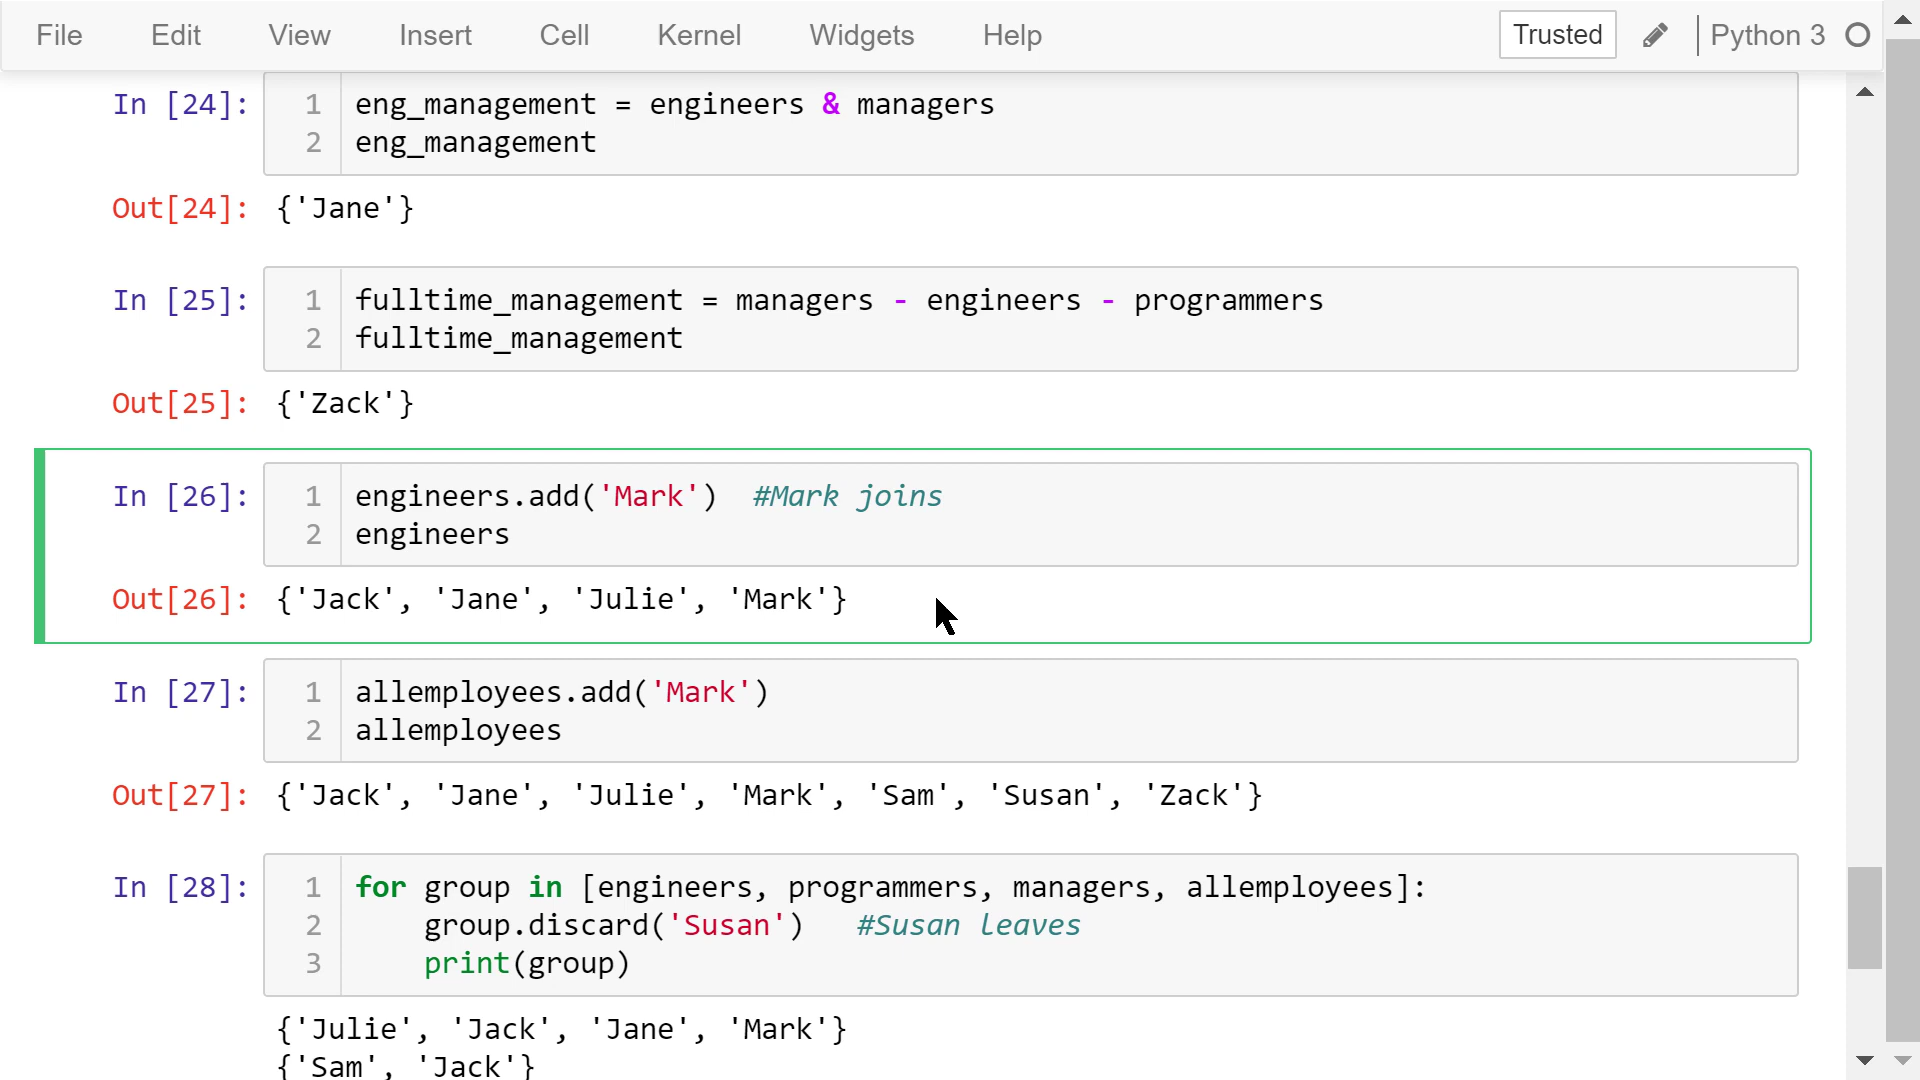 File Edit View Insert Cell Kernel Widgets Help Trusted Python 3
In [24]: 1 eng_management = engineers & managers
2 eng_management
Out[24]: {'Jane'}
In [25]: 1 fulltime_management = managers - engineers - programmers
2 fulltime_management
Out[25]: {'Zack'}
In [26]: 1 engineers.add('Mark')  #Mark joins
2 engineers
Out[26]: {'Jack', 'Jane', 'Julie', 'Mark'}
In [27]: 1 allemployees.add('Mark')
2 allemployees
Out[27]: {'Jack', 'Jane', 'Julie', 'Mark', 'Sam', 'Susan', 'Zack'}
In [28]: 1 for group in [engineers, programmers, managers, allemployees]:
2     group.discard('Susan')   #Susan leaves
3     print(group)
{'Julie', 'Jack', 'Jane', 'Mark'}
{'Sam', 'Jack'}